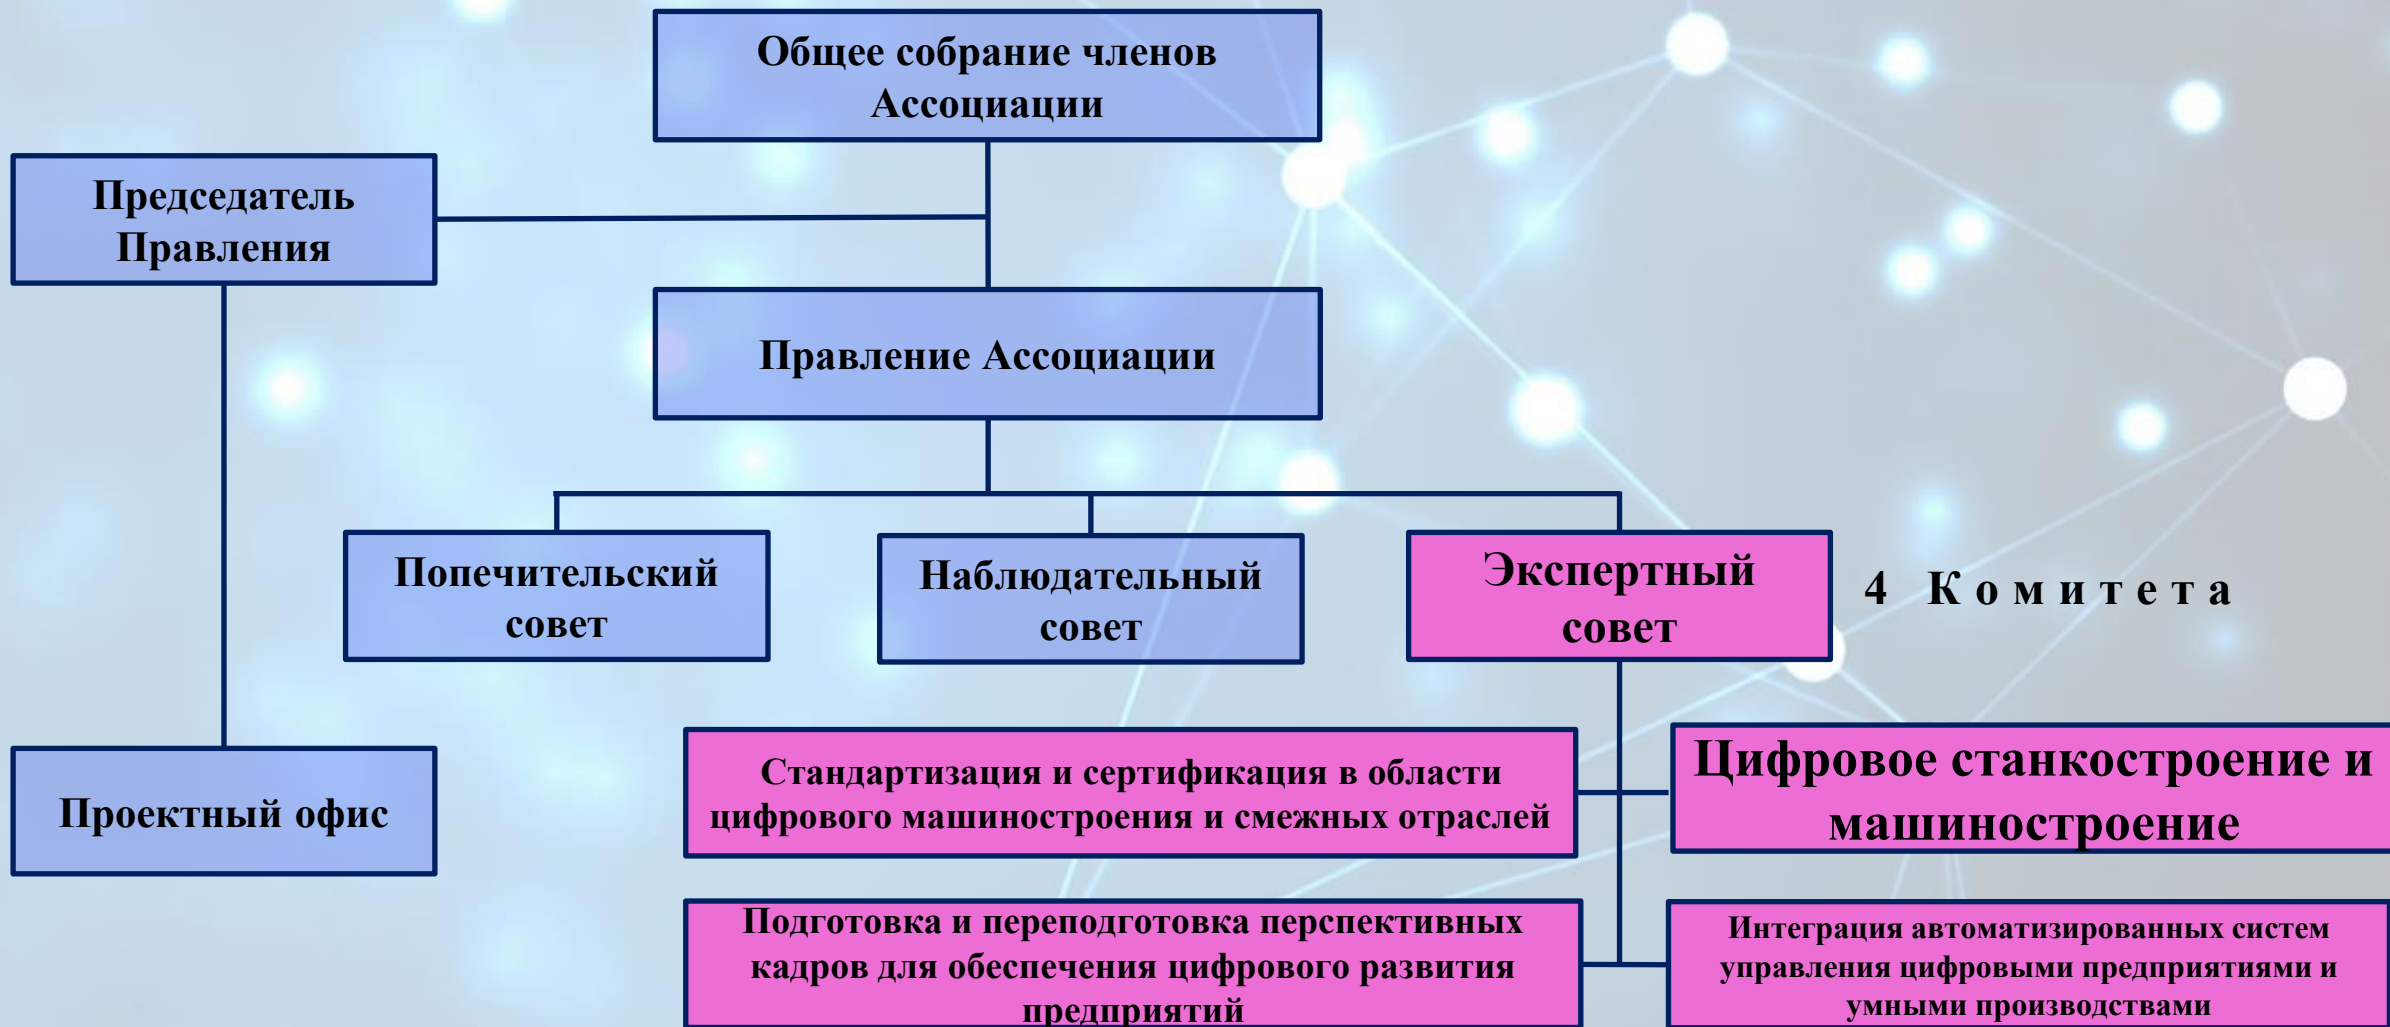 Общее собрание членов
Ассоциации
Председатель
Правления
Правление Ассоциации
Попечительский
совет
Наблюдательный
совет
Экспертный
совет
4 Комитета
Проектный офис
Стандартизация и сертификация в области
цифрового машиностроения и смежных отраслей
Цифровое станкостроение и
машиностроение
Подготовка и переподготовка перспективных
кадров для обеспечения цифрового развития
предприятий
Интеграция автоматизированных систем
управления цифровыми предприятиями и
умными производствами